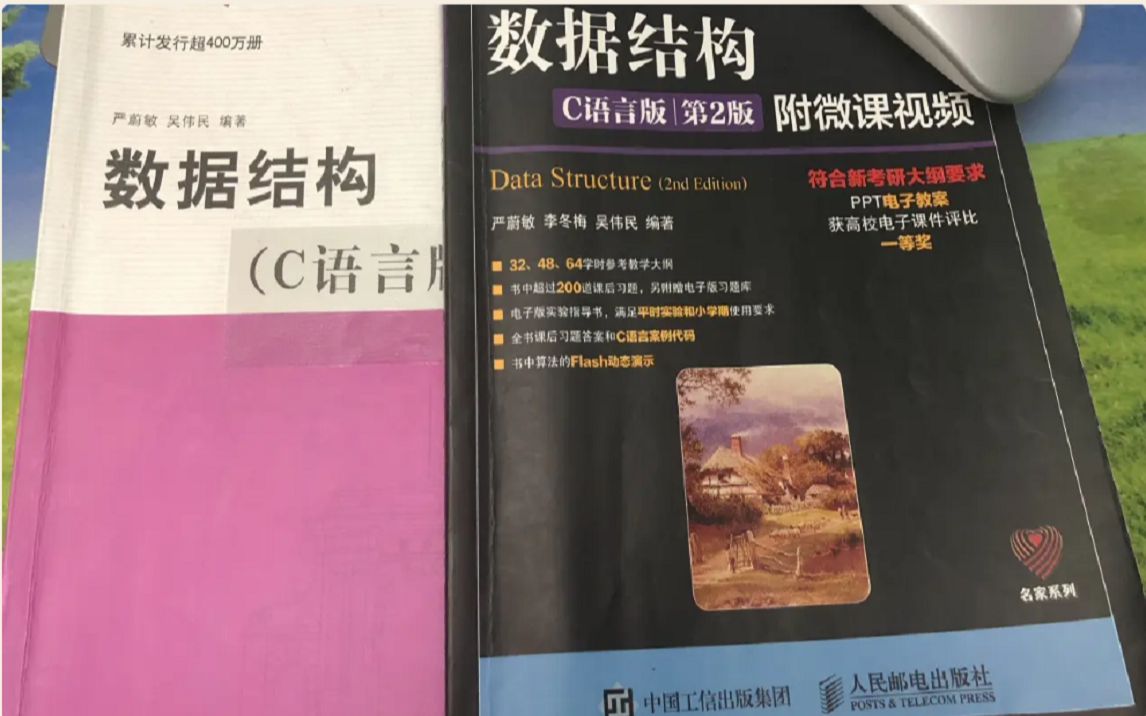 累计发行超400万册
严蔚敏 吴伟民 编著
数据结构
(C语言版
数据结构
C语言版|第2版 附微课视频
Data Structure (2nd Edition)
严蔚敏 李冬梅 吴伟民 编著
符合新考研大纲要求
PPT电子教案
获高校电子课件评比
一等奖
32、48、64学时参考教学大纲
书中超过200道课后习题，另附赠电子版习题库
电子版实验指导书，满足平时实验和小学期使用要求
全书课后习题答案和C语言案例代码
书中算法的Flash动态演示
名家系列
中国工信出版集团
人民邮电出版社
POSTS & TELECOM PRESS